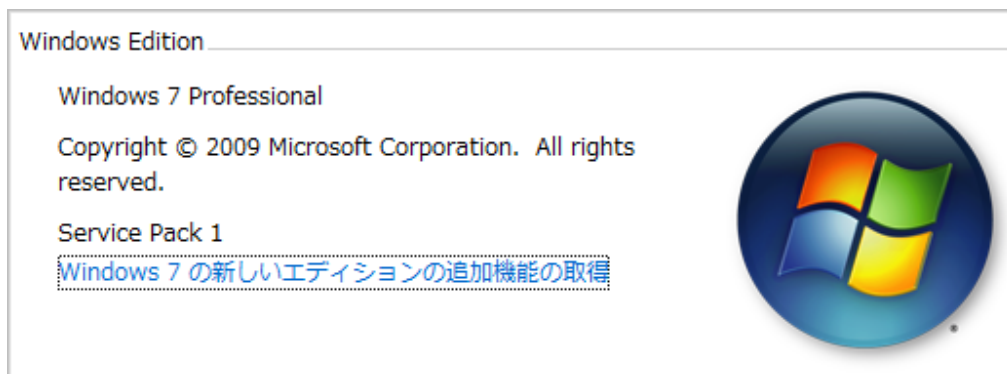 Windows Edition
Windows 7 Professional
Copyright © 2009 Microsoft Corporation.  All rights
reserved.
Service Pack 1
Windows 7 の新しいエディションの追加機能の取得